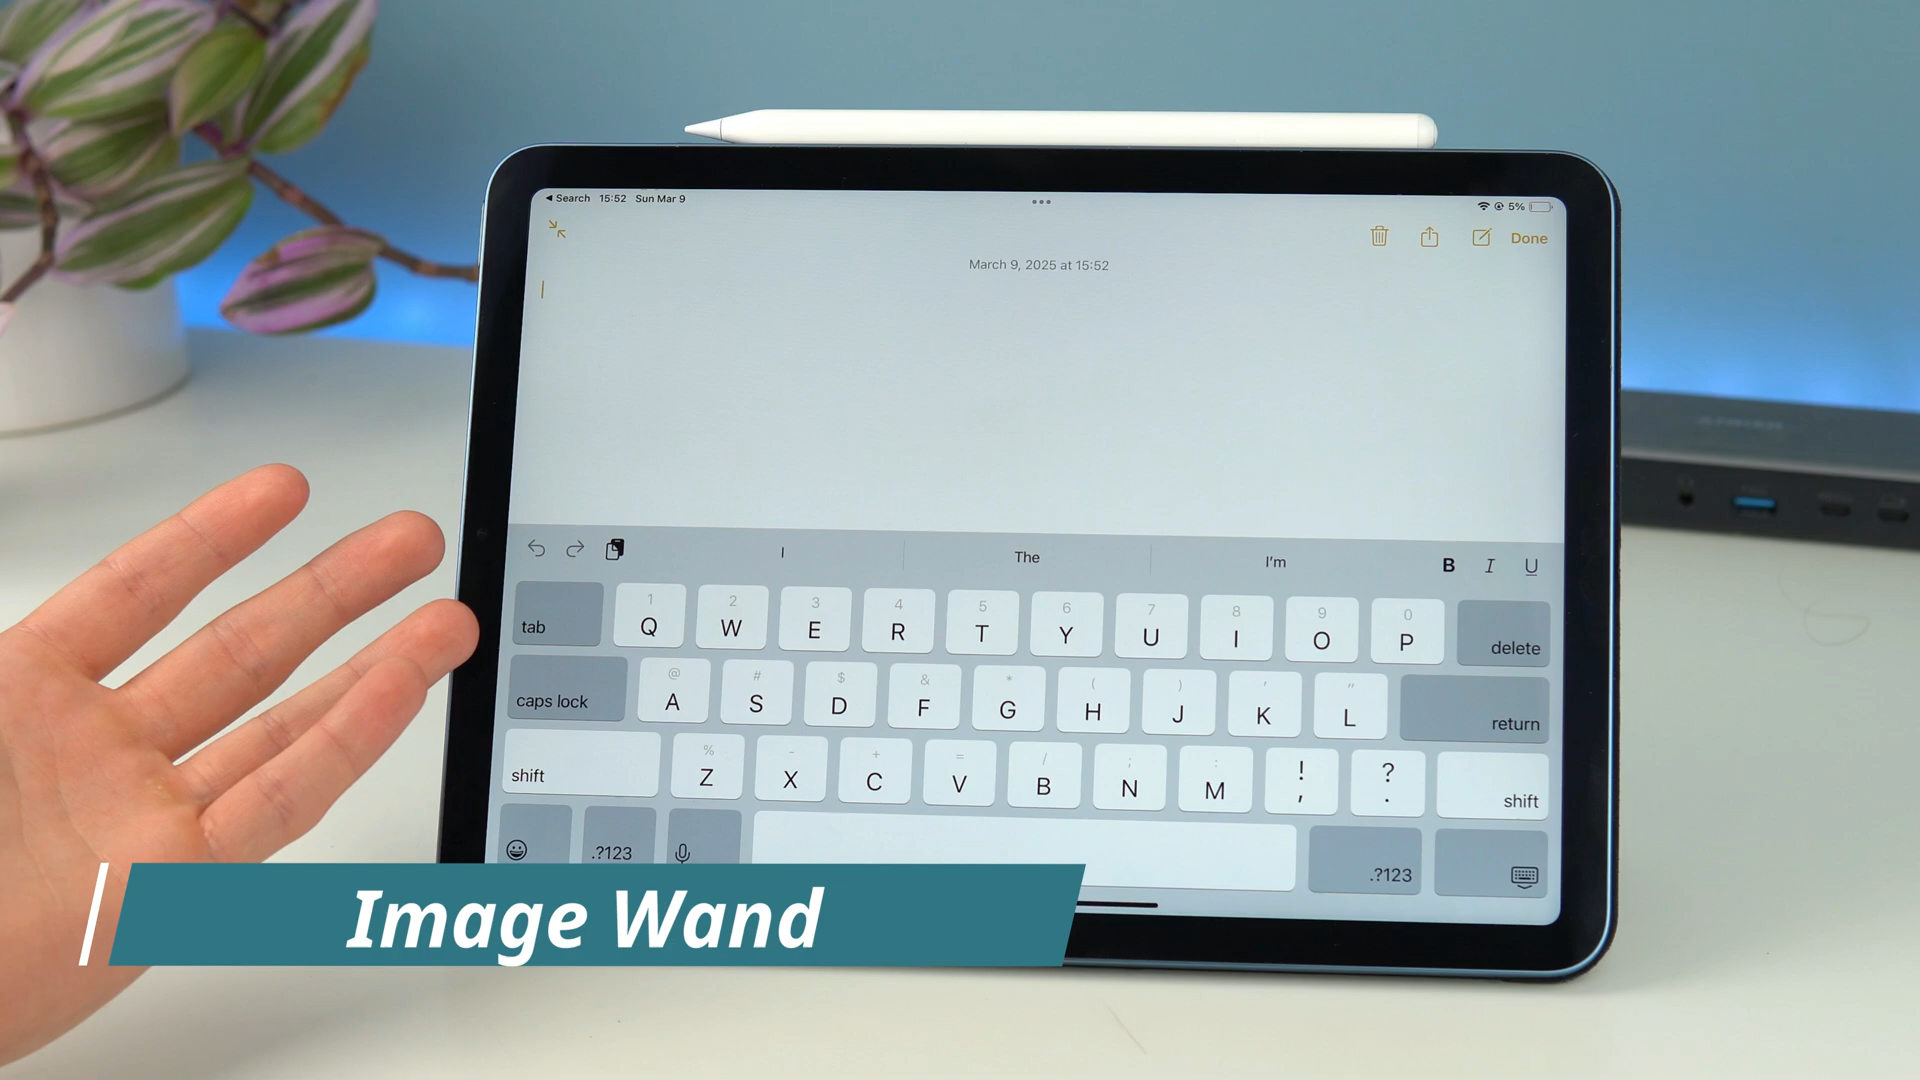 ◀ Search 15:52 Sun Mar 9
5%
Done
March 9, 2025 at 15:52
I The I'm B I U
1 2 3 4 5 6 7 8 9 0
tab Q W E R T Y U I O P delete
@ # $ & * ( ) ' "
caps lock A S D F G H J K L return
% - + = / ; : ! ?
shift Z X C V B N M , . shift
.?123 .?123
Image Wand
ANKER